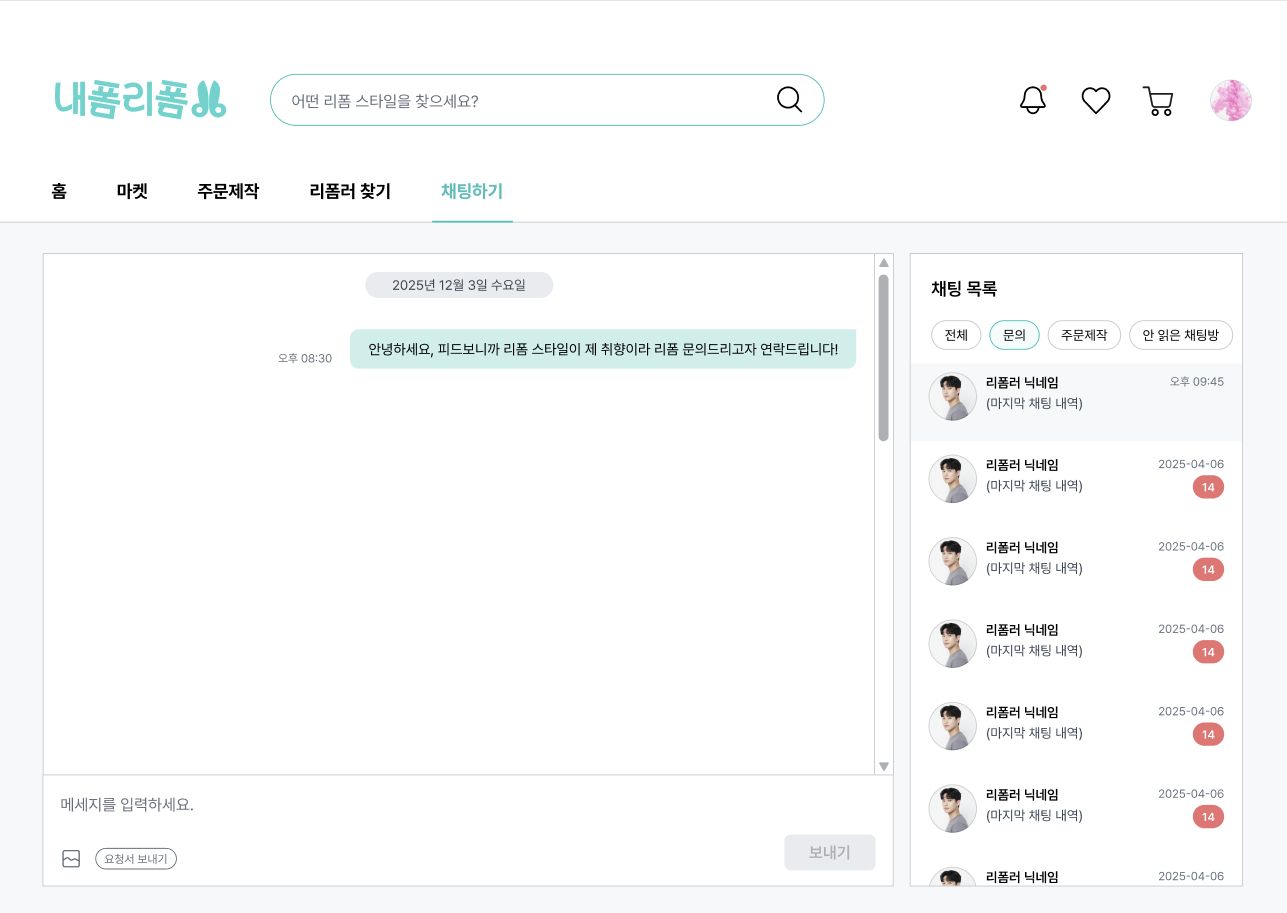 내폼리폼
어떤 리폼 스타일을 찾으세요?
홈
마켓
주문제작
리폼러 찾기
채팅하기
2025년 12월 3일 수요일
오후 08:30
안녕하세요, 피드보니까 리폼 스타일이 제 취향이라 리폼 문의드리고자 연락드립니다!
메세지를 입력하세요.
요청서 보내기
보내기
채팅 목록
전체
문의
주문제작
안 읽은 채팅방
리폼러 닉네임
오후 09:45
(마지막 채팅 내역)
리폼러 닉네임
2025-04-06
(마지막 채팅 내역)
14
리폼러 닉네임
2025-04-06
(마지막 채팅 내역)
14
리폼러 닉네임
2025-04-06
(마지막 채팅 내역)
14
리폼러 닉네임
2025-04-06
(마지막 채팅 내역)
14
리폼러 닉네임
2025-04-06
(마지막 채팅 내역)
14
리폼러 닉네임
2025-04-06